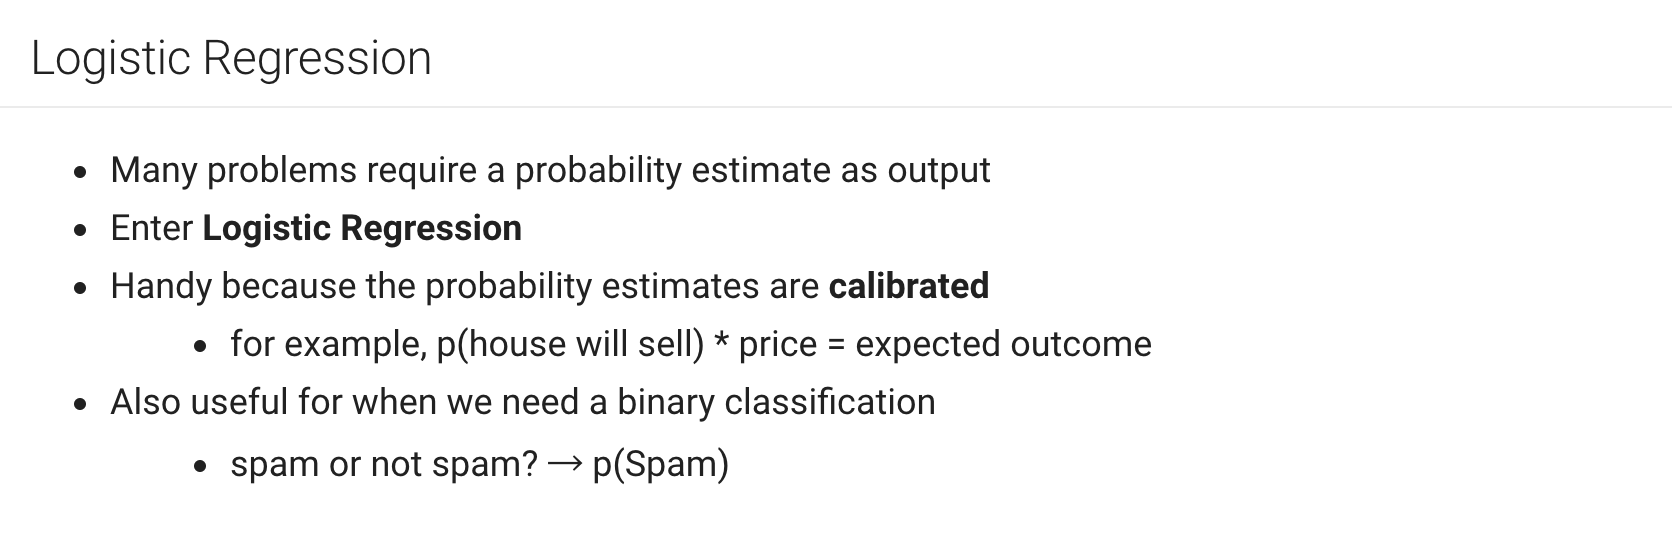 Logistic Regression
• Many problems require a probability estimate as output
• Enter Logistic Regression
• Handy because the probability estimates are calibrated
• for example, p(house will sell) * price = expected outcome
• Also useful for when we need a binary classification
• spam or not spam? → p(Spam)